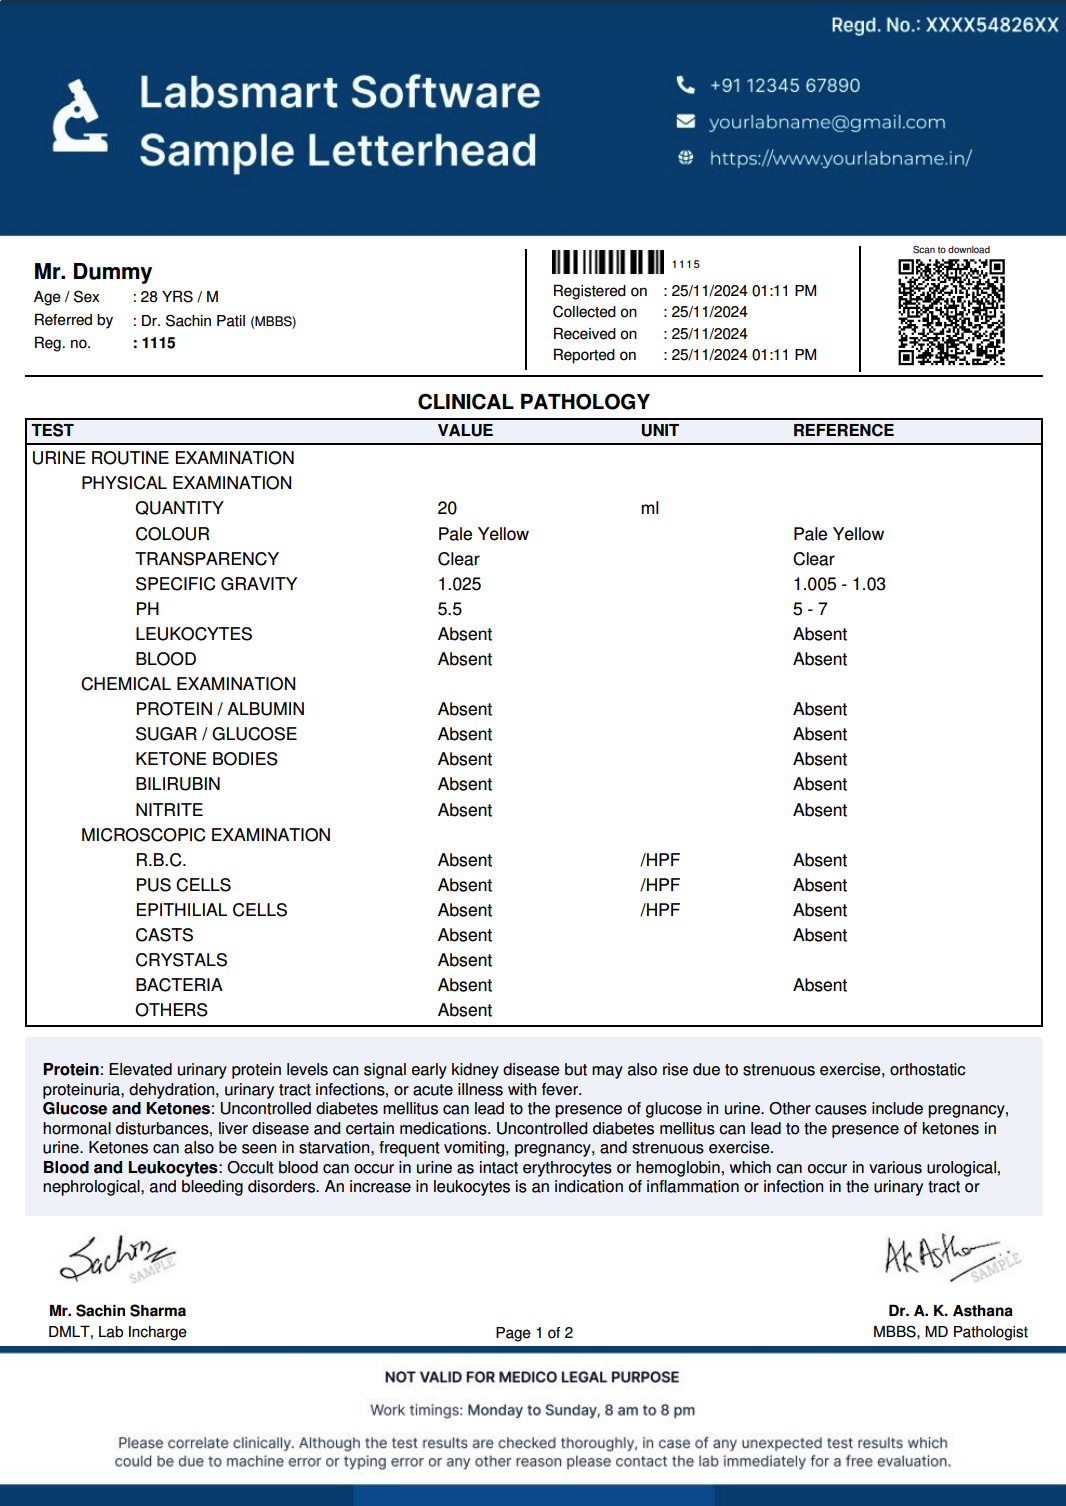 Regd. No.: XXXX54826XX
Labsmart Software
Sample Letterhead
+91 12345 67890
yourlabname@gmail.com
https://www.yourlabname.in/
Mr. Dummy
Age / Sex : 28 YRS / M
Referred by : Dr. Sachin Patil (MBBS)
Reg. no. : 1115
1115
Registered on : 25/11/2024 01:11 PM
Collected on : 25/11/2024
Received on : 25/11/2024
Reported on : 25/11/2024 01:11 PM
Scan to download
CLINICAL PATHOLOGY
TEST VALUE UNIT REFERENCE
URINE ROUTINE EXAMINATION
PHYSICAL EXAMINATION
QUANTITY 20 ml
COLOUR Pale Yellow Pale Yellow
TRANSPARENCY Clear Clear
SPECIFIC GRAVITY 1.025 1.005 - 1.03
PH 5.5 5 - 7
LEUKOCYTES Absent Absent
BLOOD Absent Absent
CHEMICAL EXAMINATION
PROTEIN / ALBUMIN Absent Absent
SUGAR / GLUCOSE Absent Absent
KETONE BODIES Absent Absent
BILIRUBIN Absent Absent
NITRITE Absent Absent
MICROSCOPIC EXAMINATION
R.B.C. Absent /HPF Absent
PUS CELLS Absent /HPF Absent
EPITHILIAL CELLS Absent /HPF Absent
CASTS Absent Absent
CRYSTALS Absent
BACTERIA Absent Absent
OTHERS Absent
Protein: Elevated urinary protein levels can signal early kidney disease but may also rise due to strenuous exercise, orthostatic
proteinuria, dehydration, urinary tract infections, or acute illness with fever.
Glucose and Ketones: Uncontrolled diabetes mellitus can lead to the presence of glucose in urine. Other causes include pregnancy,
hormonal disturbances, liver disease and certain medications. Uncontrolled diabetes mellitus can lead to the presence of ketones in
urine. Ketones can also be seen in starvation, frequent vomiting, pregnancy, and strenuous exercise.
Blood and Leukocytes: Occult blood can occur in urine as intact erythrocytes or hemoglobin, which can occur in various urological,
nephrological, and bleeding disorders. An increase in leukocytes is an indication of inflammation or infection in the urinary tract or
Sachin
SAMPLE
Ak Astha
SAMPLE
Mr. Sachin Sharma
DMLT, Lab Incharge
Page 1 of 2
Dr. A. K. Asthana
MBBS, MD Pathologist
NOT VALID FOR MEDICO LEGAL PURPOSE
Work timings: Monday to Sunday, 8 am to 8 pm
Please correlate clinically. Although the test results are checked thoroughly, in case of any unexpected test results which
could be due to machine error or typing error or any other reason please contact the lab immediately for a free evaluation.